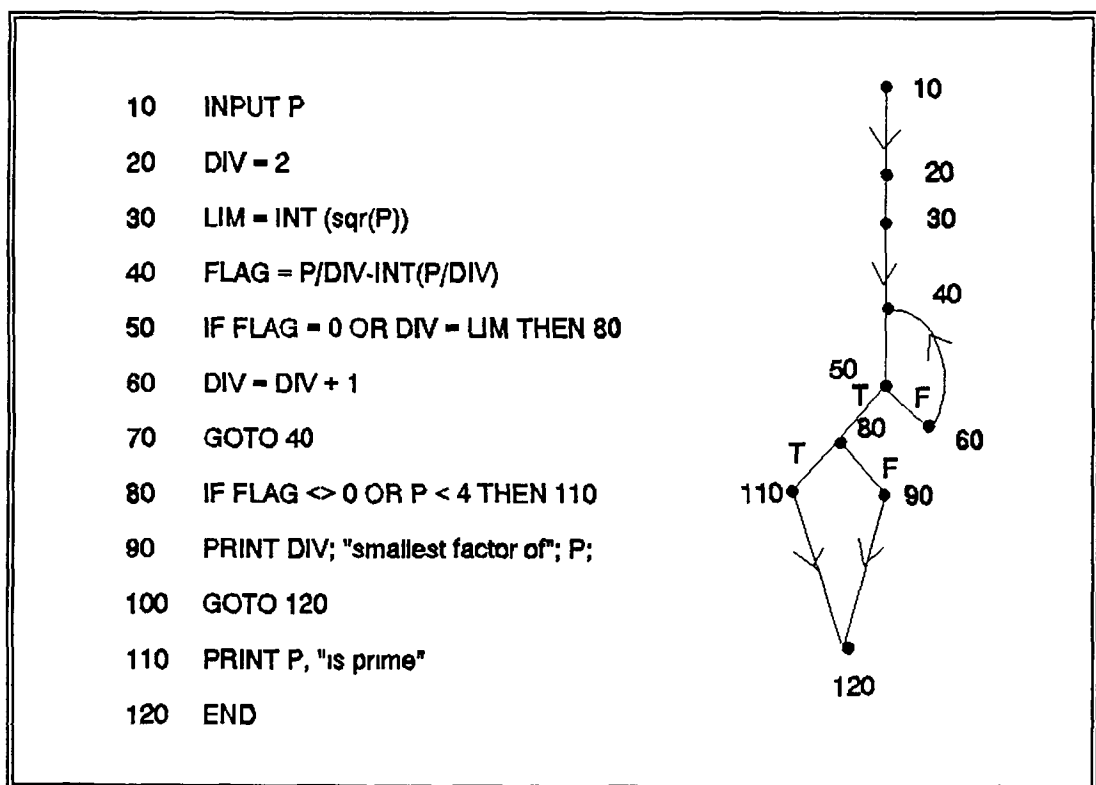 10 INPUT P
20 DIV = 2
30 LIM = INT (sqr(P))
40 FLAG = P/DIV-INT(P/DIV)
50 IF FLAG = 0 OR DIV = LIM THEN 80
60 DIV = DIV + 1
70 GOTO 40
80 IF FLAG <> 0 OR P < 4 THEN 110
90 PRINT DIV; "smallest factor of"; P;
100 GOTO 120
110 PRINT P, "is prime"
120 END
10
20
30
40
50
T F
80
60
T F
110 90
120